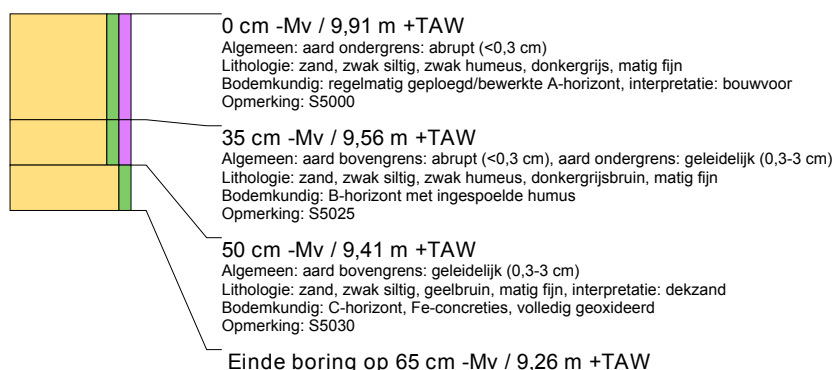 0 cm -Mv / 9,91 m +TAW
Algemeen: aard ondergrens: abrupt (<0,3 cm)
Lithologie: zand, zwak siltig, zwak humeus, donkergrijs, matig fijn
Bodemkundig: regelmatig geploegd/bewerkte A-horizont, interpretatie: bouwvoor
Opmerking: S5000
35 cm -Mv / 9,56 m +TAW
Algemeen: aard bovengrens: abrupt (<0,3 cm), aard ondergrens: geleidelijk (0,3-3 cm)
Lithologie: zand, zwak siltig, zwak humeus, donkergrijsbruin, matig fijn
Bodemkundig: B-horizont met ingespoelde humus
Opmerking: S5025
50 cm -Mv / 9,41 m +TAW
Algemeen: aard bovengrens: geleidelijk (0,3-3 cm)
Lithologie: zand, zwak siltig, geelbruin, matig fijn, interpretatie: dekzand
Bodemkundig: C-horizont, Fe-concreties, volledig geoxideerd
Opmerking: S5030
Einde boring op 65 cm -Mv / 9,26 m +TAW